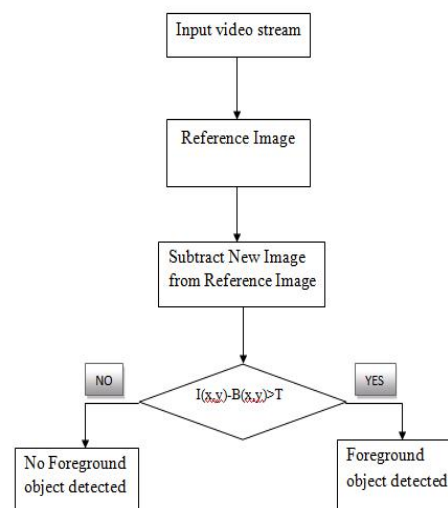 Input video stream
Reference Image
Subtract New Image
from Reference Image
NO
I(x,y)-B(x,y)>T
YES
No Foreground
object detected
Foreground
object detected